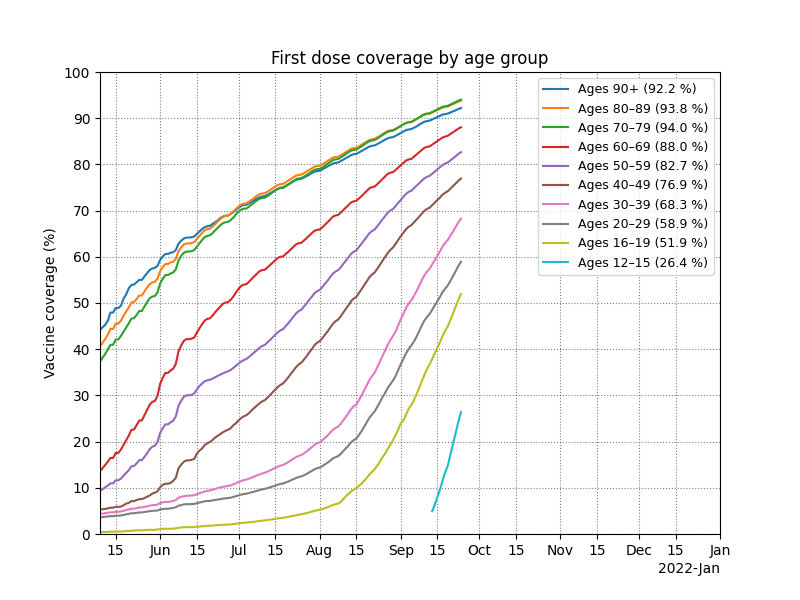 First dose coverage by age group
Vaccine coverage (%)
100
90
80
70
60
50
40
30
20
10
0
Ages 90+ (92.2 %)
Ages 80–89 (93.8 %)
Ages 70–79 (94.0 %)
Ages 60–69 (88.0 %)
Ages 50–59 (82.7 %)
Ages 40–49 (76.9 %)
Ages 30–39 (68.3 %)
Ages 20–29 (58.9 %)
Ages 16–19 (51.9 %)
Ages 12–15 (26.4 %)
15 Jun 15 Jul 15 Aug 15 Sep 15 Oct 15 Nov 15 Dec 15 Jan
2022-Jan